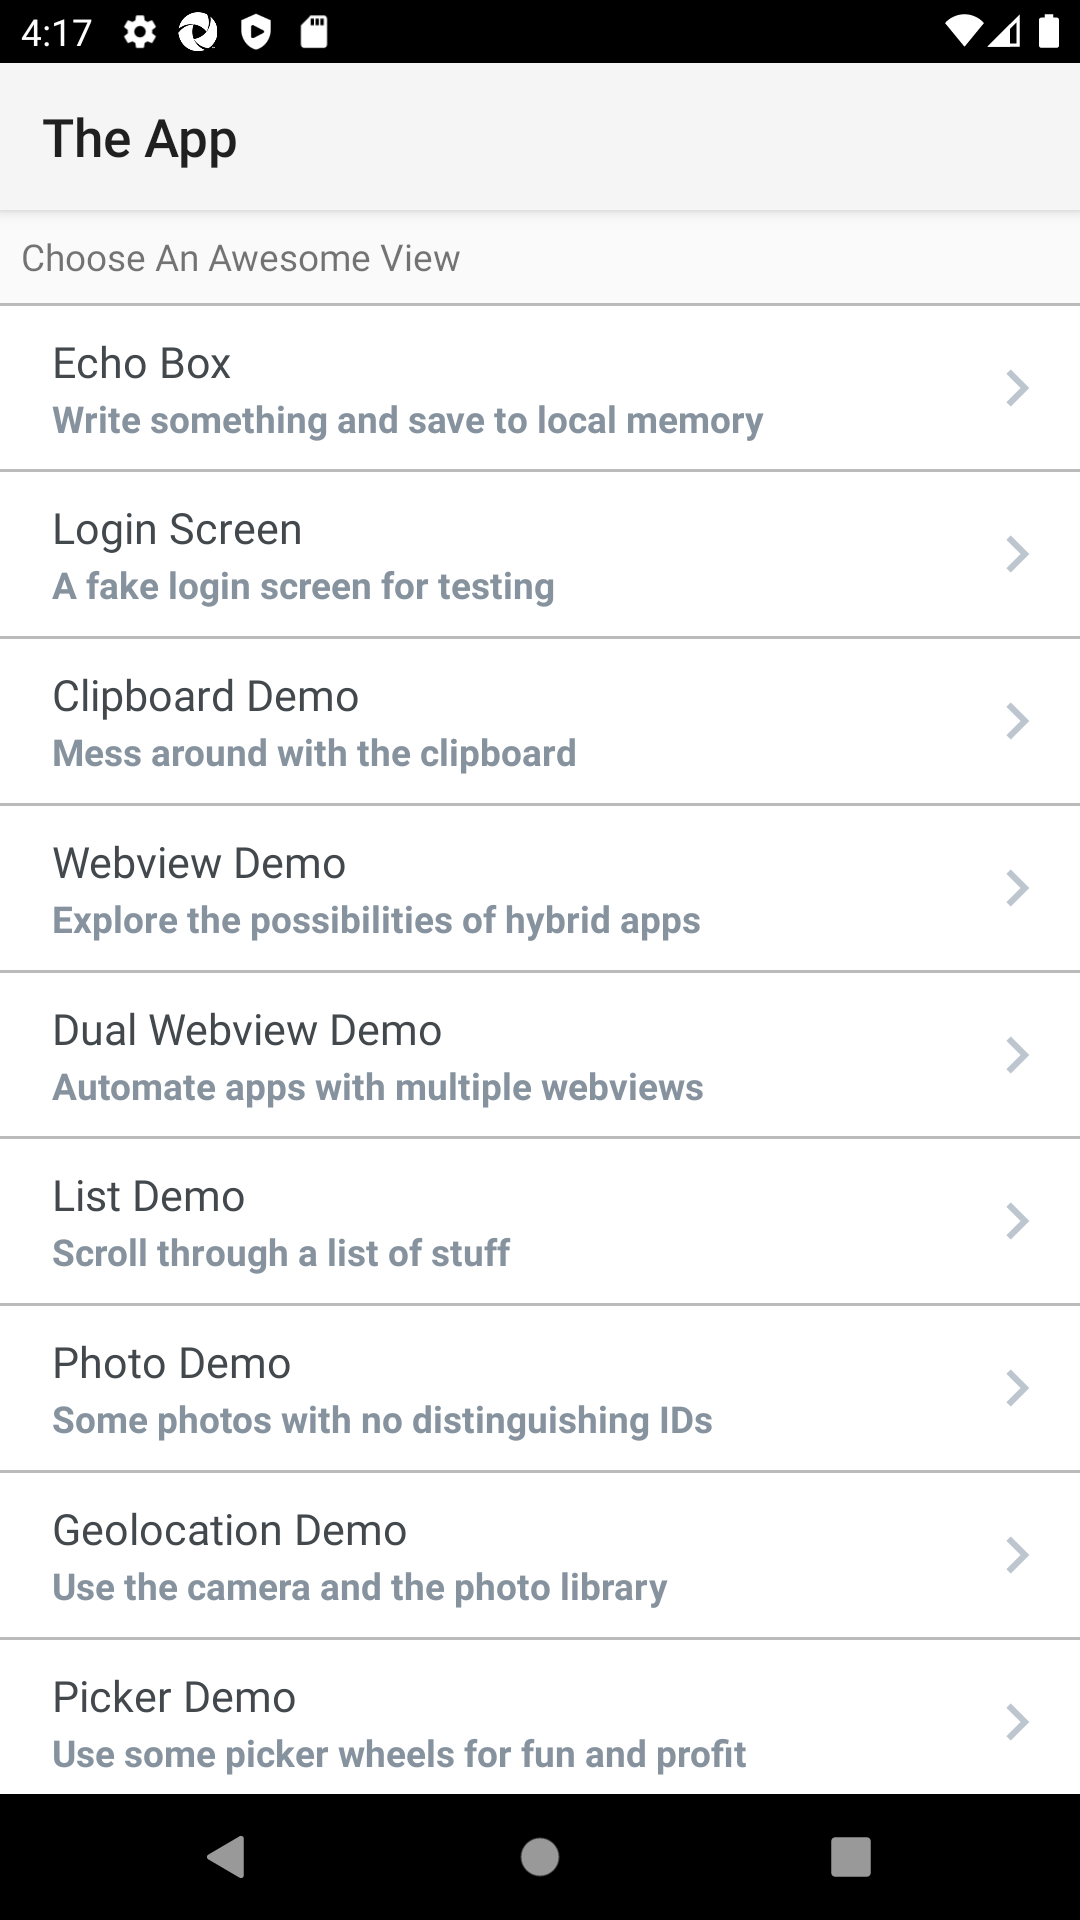 4:17
The App
Choose An Awesome View
Echo Box
Write something and save to local memory
Login Screen
A fake login screen for testing
Clipboard Demo
Mess around with the clipboard
Webview Demo
Explore the possibilities of hybrid apps
Dual Webview Demo
Automate apps with multiple webviews
List Demo
Scroll through a list of stuff
Photo Demo
Some photos with no distinguishing IDs
Geolocation Demo
Use the camera and the photo library
Picker Demo
Use some picker wheels for fun and profit